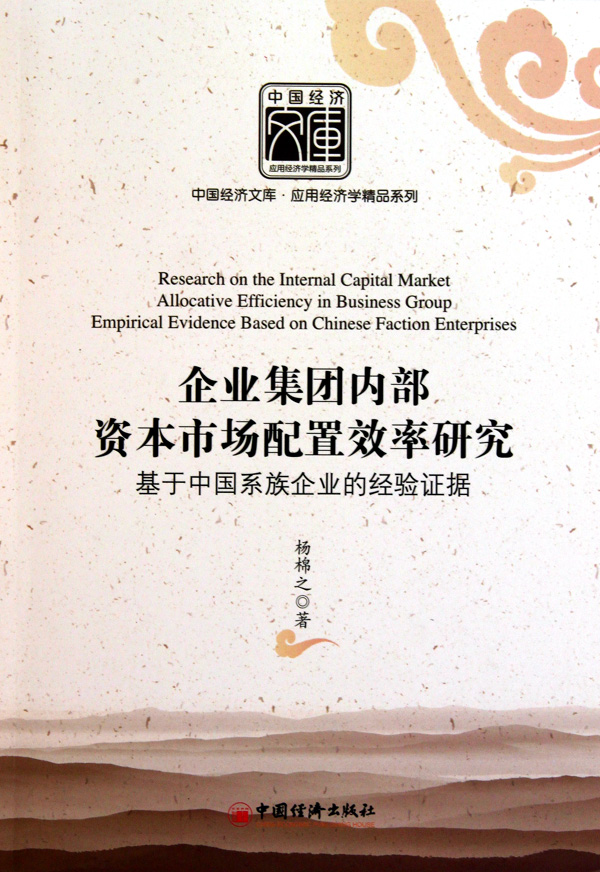 中国经济
文库
应用经济学精品系列
中国经济文库·应用经济学精品系列
Research on the Internal Capital Market
Allocative Efficiency in Business Group
Empirical Evidence Based on Chinese Faction Enterprises
企业集团内部
资本市场配置效率研究
基于中国系族企业的经验证据
杨棉之◎著
中国经济出版社